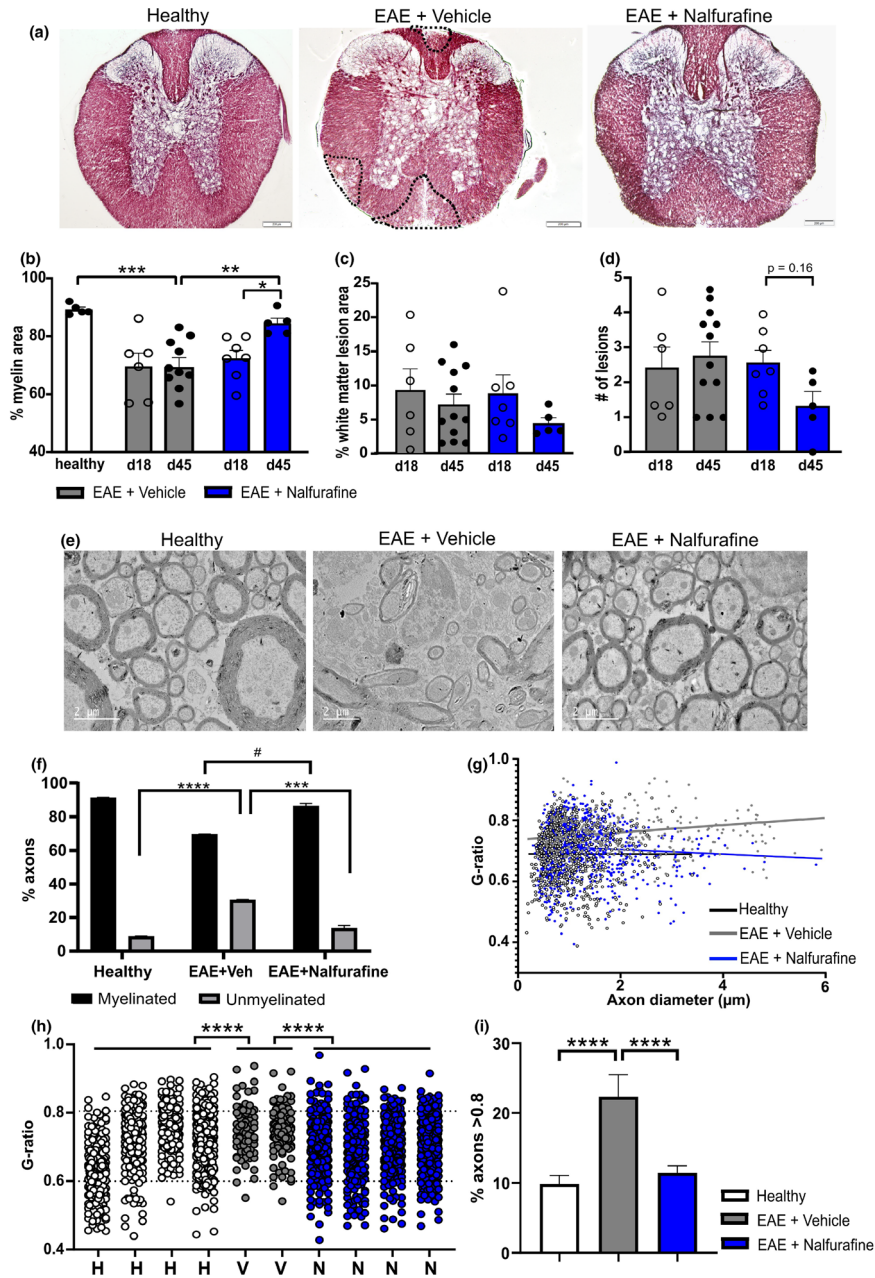 Healthy EAE + Vehicle EAE + Nalfurafine
(a)
(b) (c) (d)
100 *** **
*
80
60
40
% myelin area
healthy d18 d45 d18 d45
EAE + Vehicle EAE + Nalfurafine
25
20
15
10
5
0
% white matter lesion area
d18 d45 d18 d45
p = 0.16
5
4
3
2
1
0
# of lesions
d18 d45 d18 d45
(e) Healthy EAE + Vehicle EAE + Nalfurafine
2 µm 2 µm 2 µm
(f) #
**** ***
100
80
60
40
20
0
% axons
Healthy EAE+Veh EAE+Nalfurafine
Myelinated Unmyelinated
(g)
1.0
0.8
0.6
0.4
G-ratio
0 2 4 6
Axon diameter (µm)
Healthy
EAE + Vehicle
EAE + Nalfurafine
(h)
**** ****
1.0
0.8
0.6
0.4
G-ratio
H H H H V V N N N N
(i)
**** ****
30
20
10
0
% axons >0.8
Healthy
EAE + Vehicle
EAE + Nalfurafine